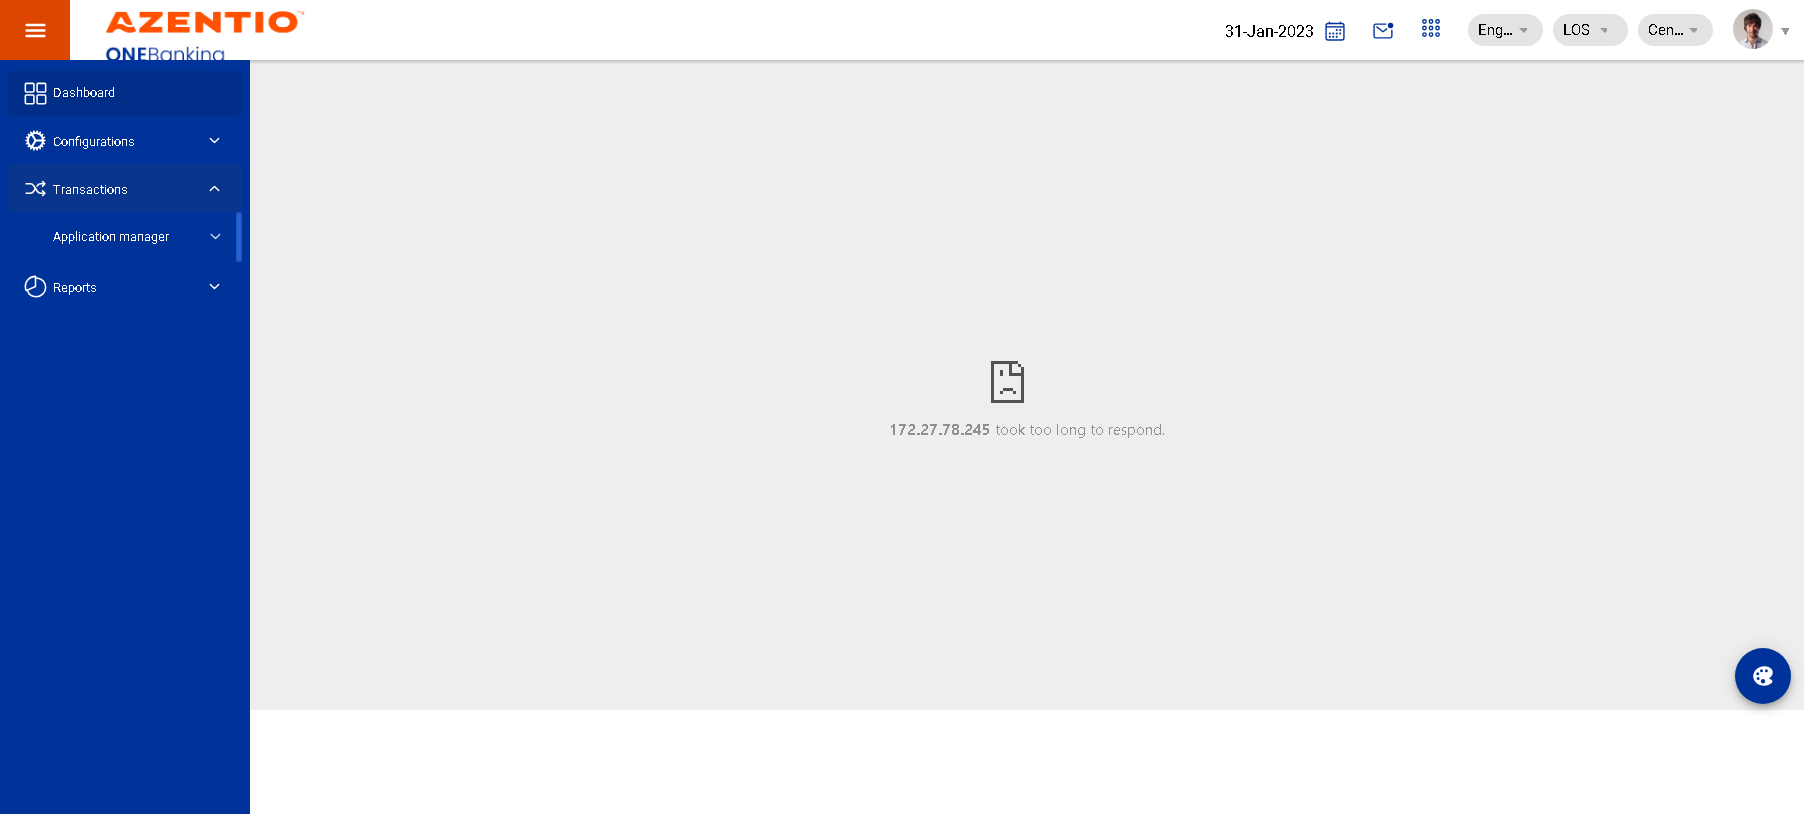 AZENTIO™
ONEBanking
31-Jan-2023
Eng...
LOS
Cen...
Dashboard
Configurations
Transactions
Application manager
Reports
172.27.78.245 took too long to respond.